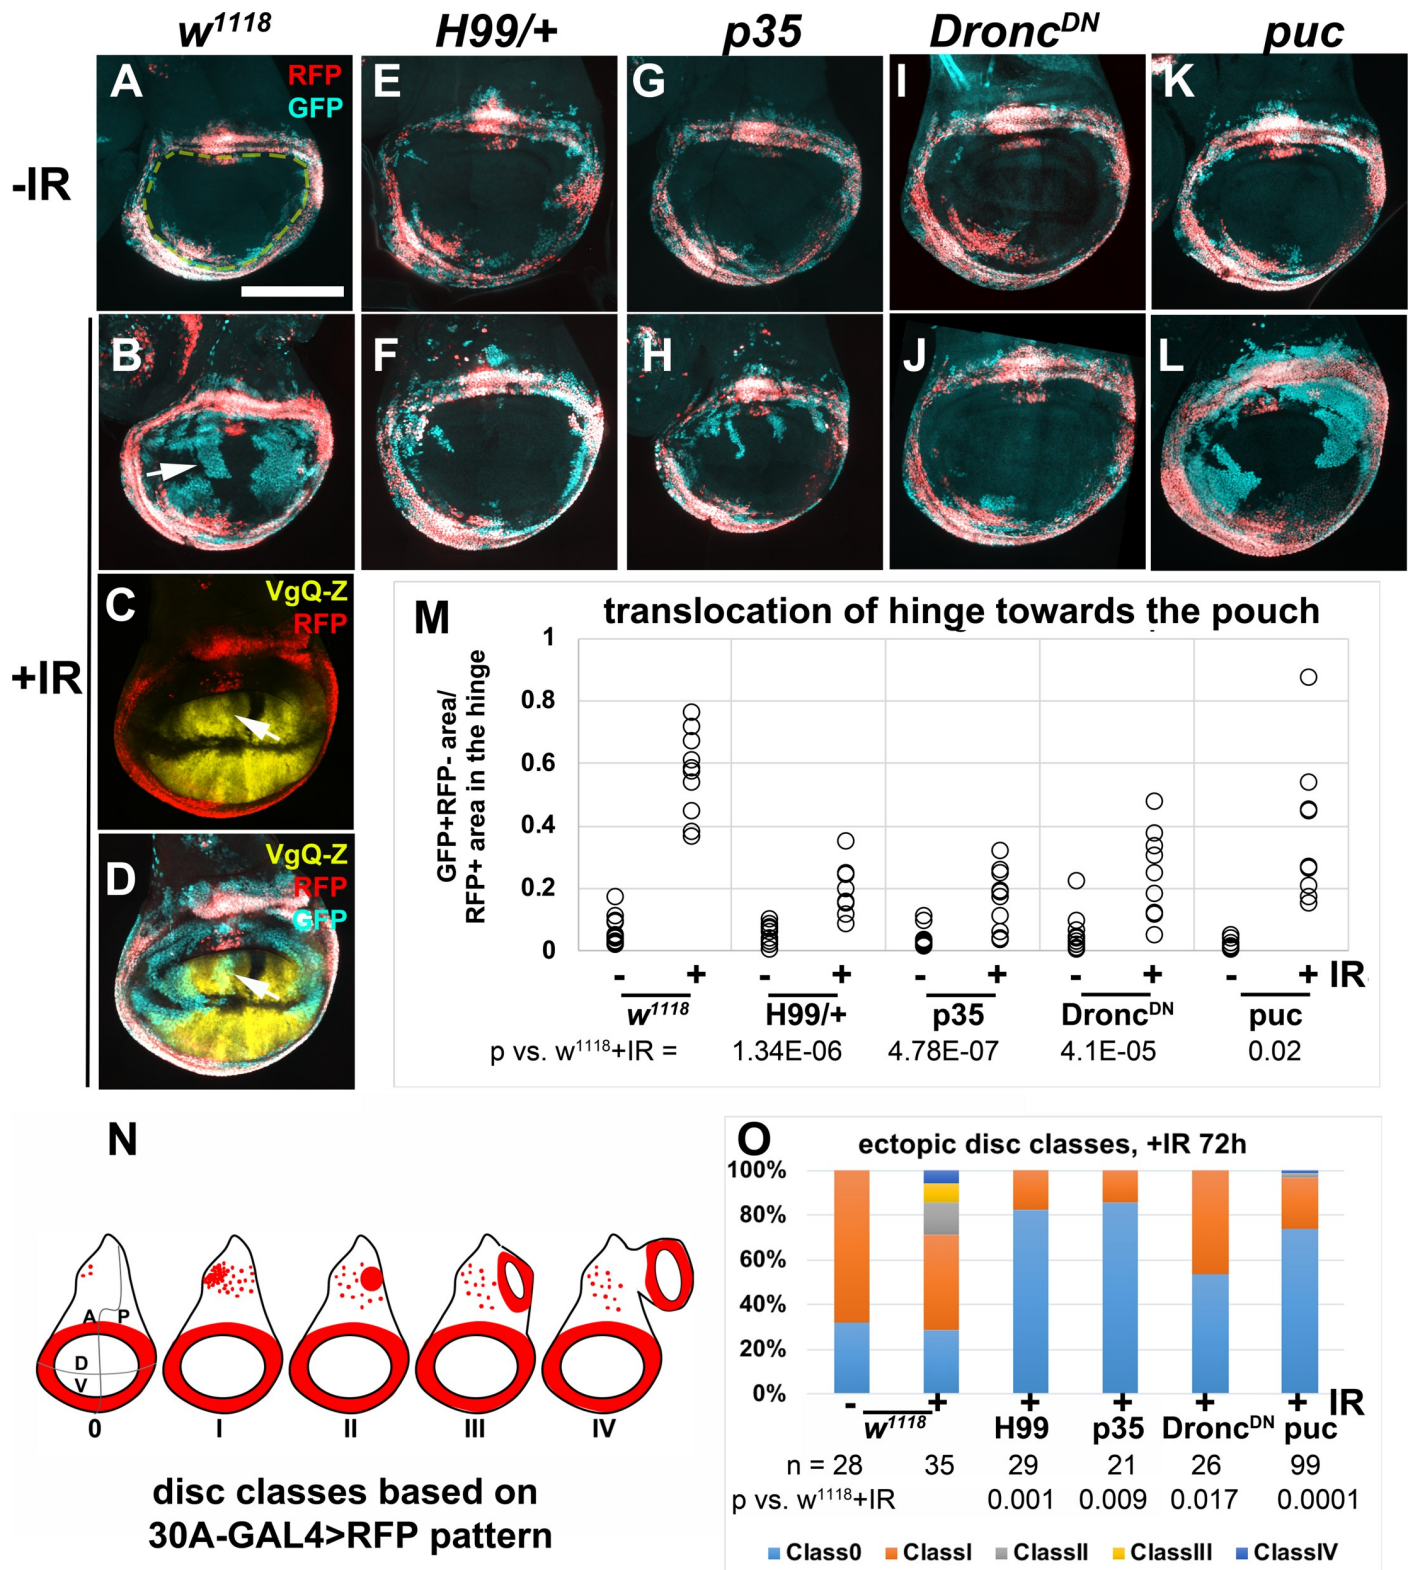 w1118 H99/+ p35 DroncDN puc
-IR
A RFP
GFP
E
G
I
K
+IR
B
F
H
J
L
C VgQ-Z
RFP
D VgQ-Z
RFP
GFP
M translocation of hinge towards the pouch
GFP+RFP- area/
RFP+ area in the hinge
1
0.8
0.6
0.4
0.2
0
- + - + - + - + - + IR
w1118 H99/+ p35 DroncDN puc
p vs. w1118+IR = 1.34E-06 4.78E-07 4.1E-05 0.02
N
A P
D
V
0 I II III IV
disc classes based on
30A-GAL4>RFP pattern
O ectopic disc classes, +IR 72h
100%
80%
60%
40%
20%
0%
- + + + + + IR
w1118 H99 p35 DroncDN puc
n = 28 35 29 21 26 99
p vs. w1118+IR 0.001 0.009 0.017 0.0001
Class0 ClassI ClassII ClassIII ClassIV